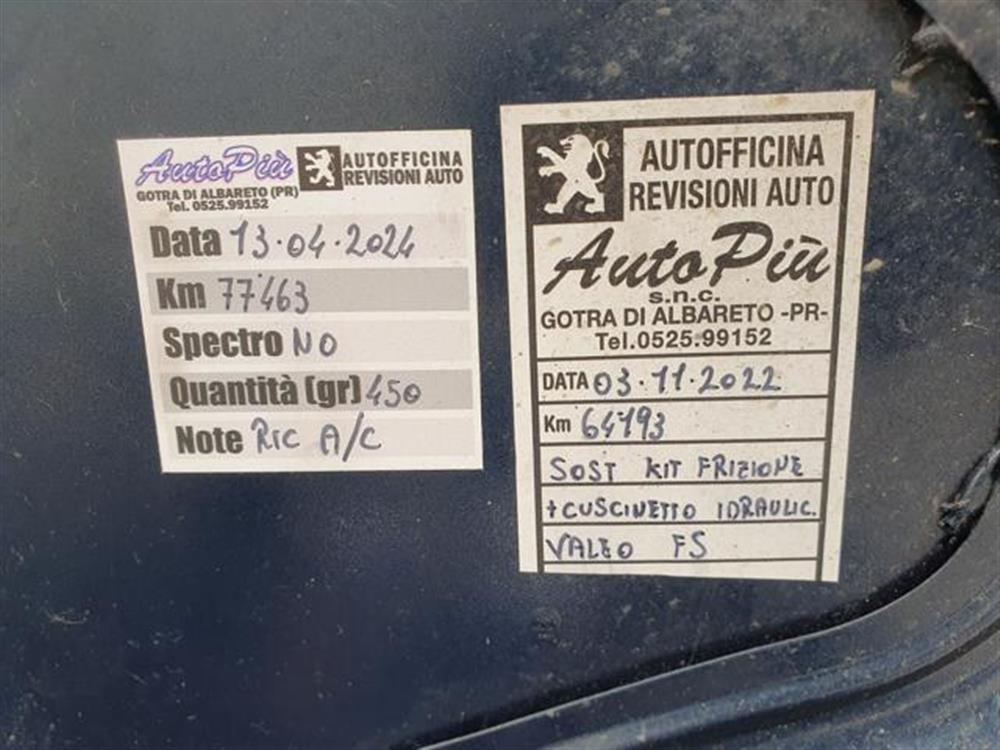 AutoPiù AUTOFFICINA
REVISIONI AUTO
GOTRA DI ALBARETO (PR)
Tel. 0525.99152
Data 13.04.2024
Km 77463
Spectro NO
Quantità (gr) 450
Note RIC A/C
AUTOFFICINA
REVISIONI AUTO
AutoPiù
s.n.c.
GOTRA DI ALBARETO -PR-
Tel.0525.99152
DATA 03.11.2022
Km 64193
SOST KIT FRIZIONE
+ CUSCINETTO IDRAULIC.
VALEO FS